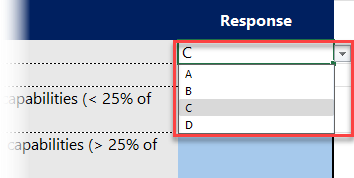 Response
C
A
B
capabilities (< 25% of
C
D
capabilities (> 25% of